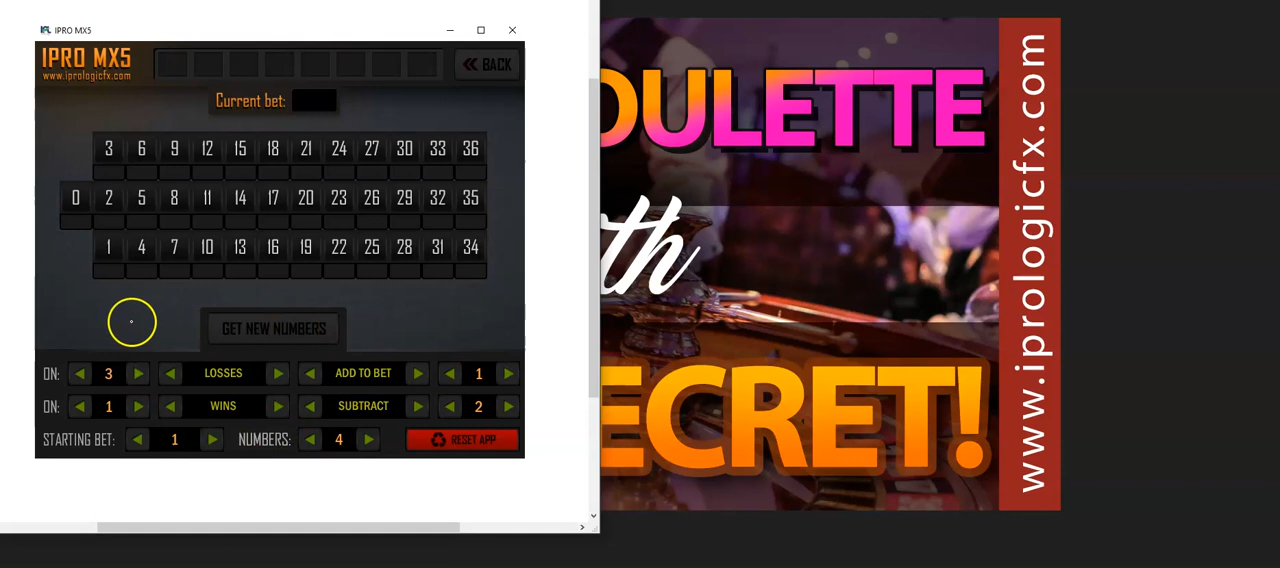 IPRO MX5
IPRO MX5
www.iprologicfx.com
BACK
Current bet:
3 6 9 12 15 18 21 24 27 30 33 36
0 2 5 8 11 14 17 20 23 26 29 32 35
1 4 7 10 13 16 19 22 25 28 31 34
GET NEW NUMBERS
ON: 3 LOSSES ADD TO BET 1
ON: 1 WINS SUBTRACT 2
STARTING BET: 1 NUMBERS: 4 RESET APP
OULETTE
th
ECRET!
www.iprologicfx.com